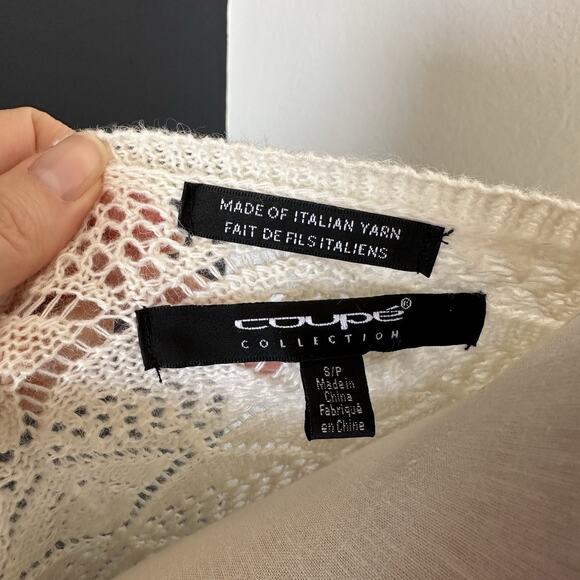 MADE OF ITALIAN YARN
FAIT DE FILS ITALIENS
coupé®
COLLECTION
S/P
Made in
China
Fabriqué
en Chine